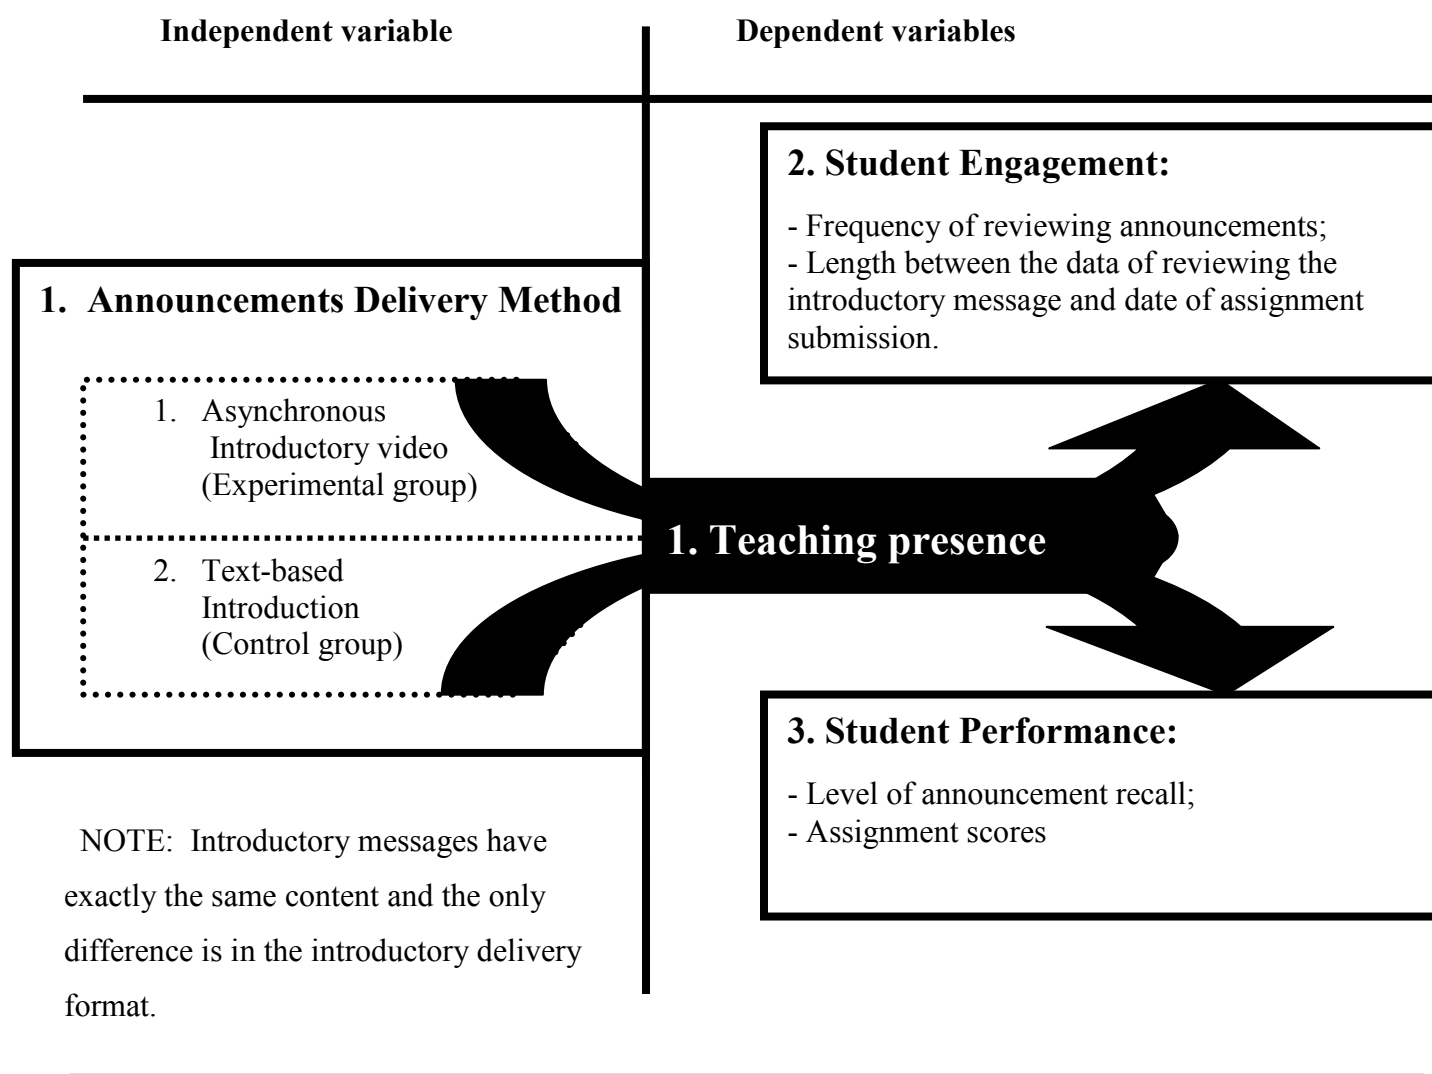 Independent variable
Dependent variables
2. Student Engagement:
- Frequency of reviewing announcements;
- Length between the data of reviewing the
introductory message and date of assignment
submission.
1. Announcements Delivery Method
1. Asynchronous
Introductory video
(Experimental group)
2. Text-based
Introduction
(Control group)
1. Teaching presence
3. Student Performance:
- Level of announcement recall;
- Assignment scores
NOTE: Introductory messages have
exactly the same content and the only
difference is in the introductory delivery
format.